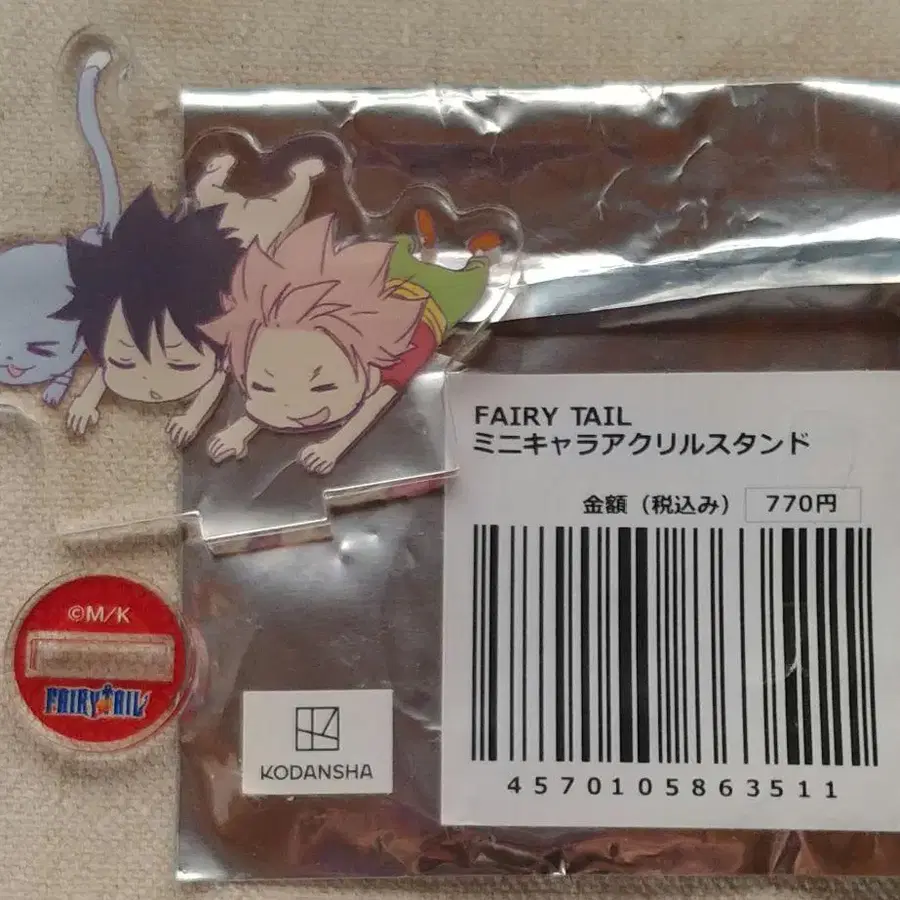 FAIRY TAIL
ミニキャラアクリルスタンド
金額（税込み） 770円
4570105863511
KODANSHA
©M/K
FAIRY TAIL